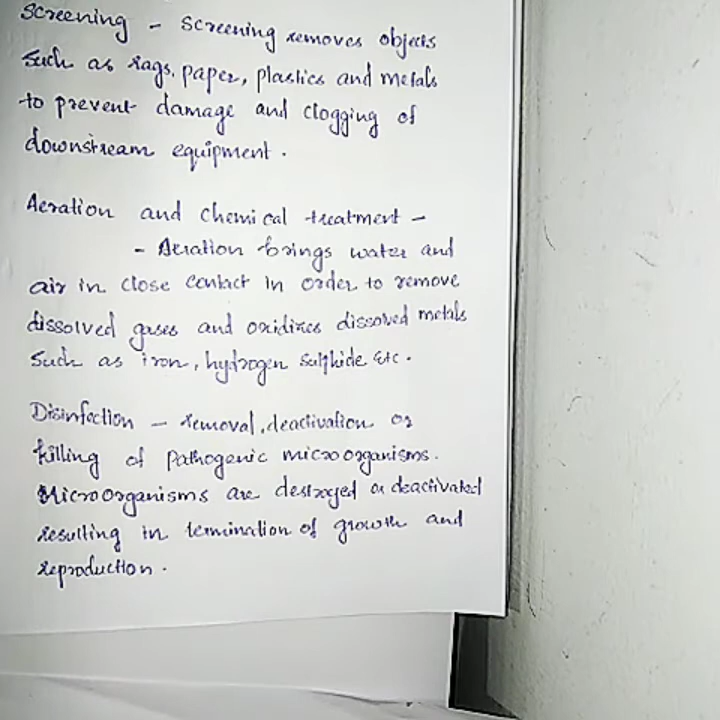 Screening - Screening removes objects
such as rags, paper, plastics and metals
to prevent damage and clogging of
downstream equipment.
Aeration and chemical treatment -
- Aeration brings water and
air in close contact in order to remove
dissolved gases and oxidizes dissolved metals
such as iron, hydrogen sulphide etc.
Disinfection - removal, deactivation or
killing of pathogenic microorganisms.
Microorganisms are destroyed or deactivated
resulting in termination of growth and
reproduction.